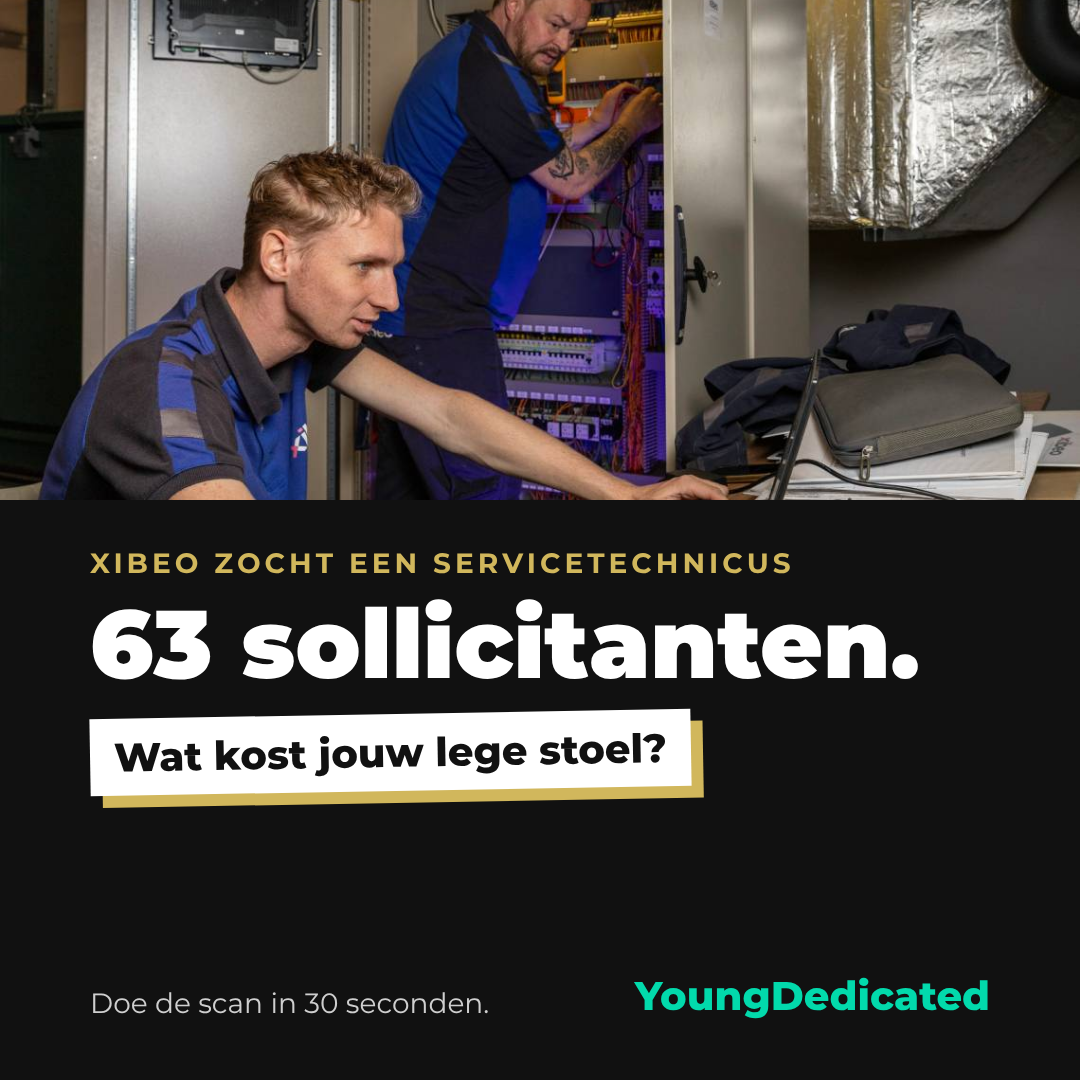 XIBEO ZOCHT EEN SERVICETECHNICUS
63 sollicitanten.
Wat kost jouw lege stoel?
Doe de scan in 30 seconden.
YoungDedicated